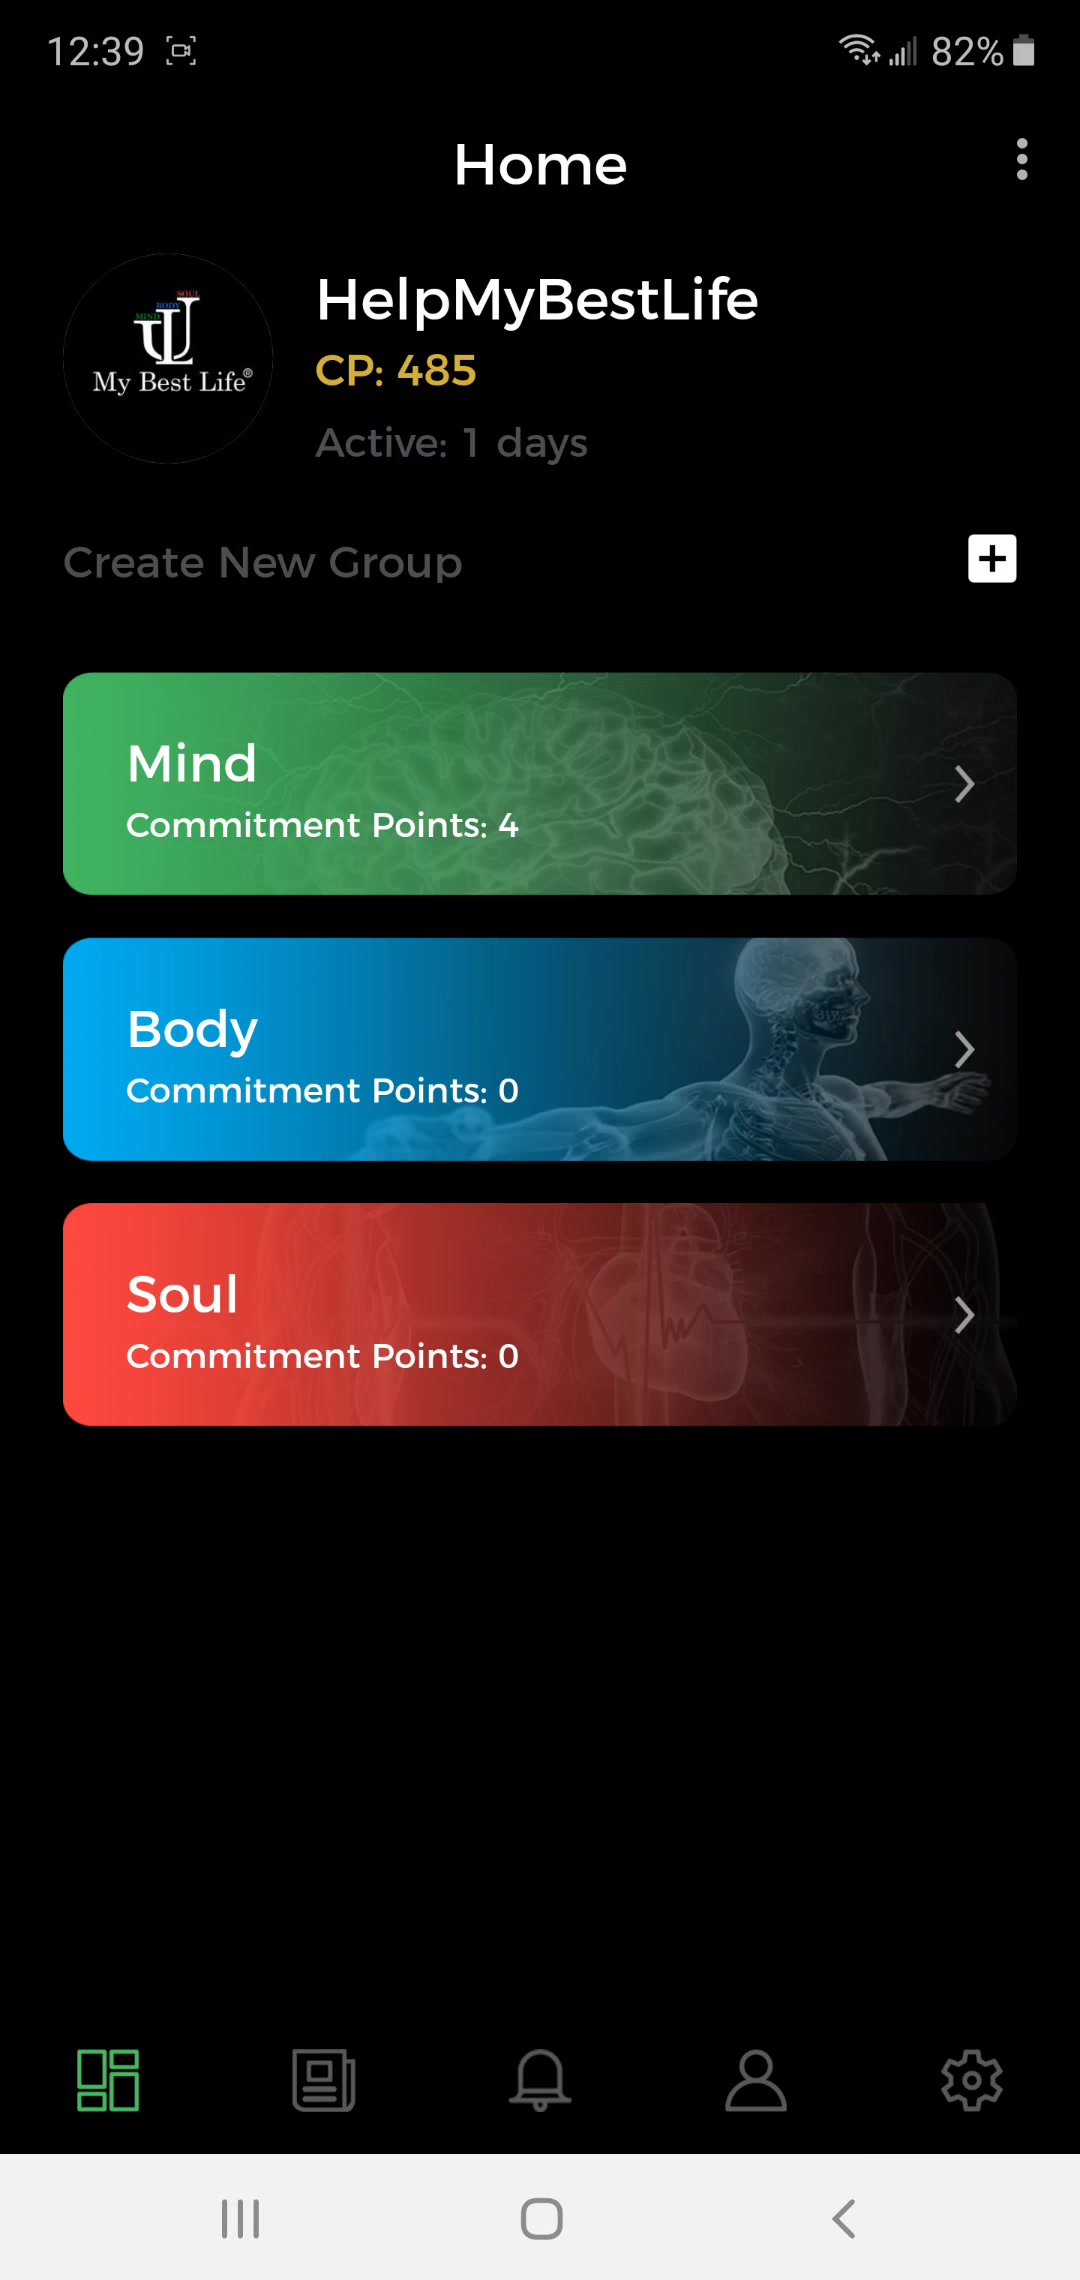 12:39
82%
Home
SOUL
BODY
MIND
My Best Life®
HelpMyBestLife
CP: 485
Active: 1 days
Create New Group
Mind
Commitment Points: 4
Body
Commitment Points: 0
Soul
Commitment Points: 0